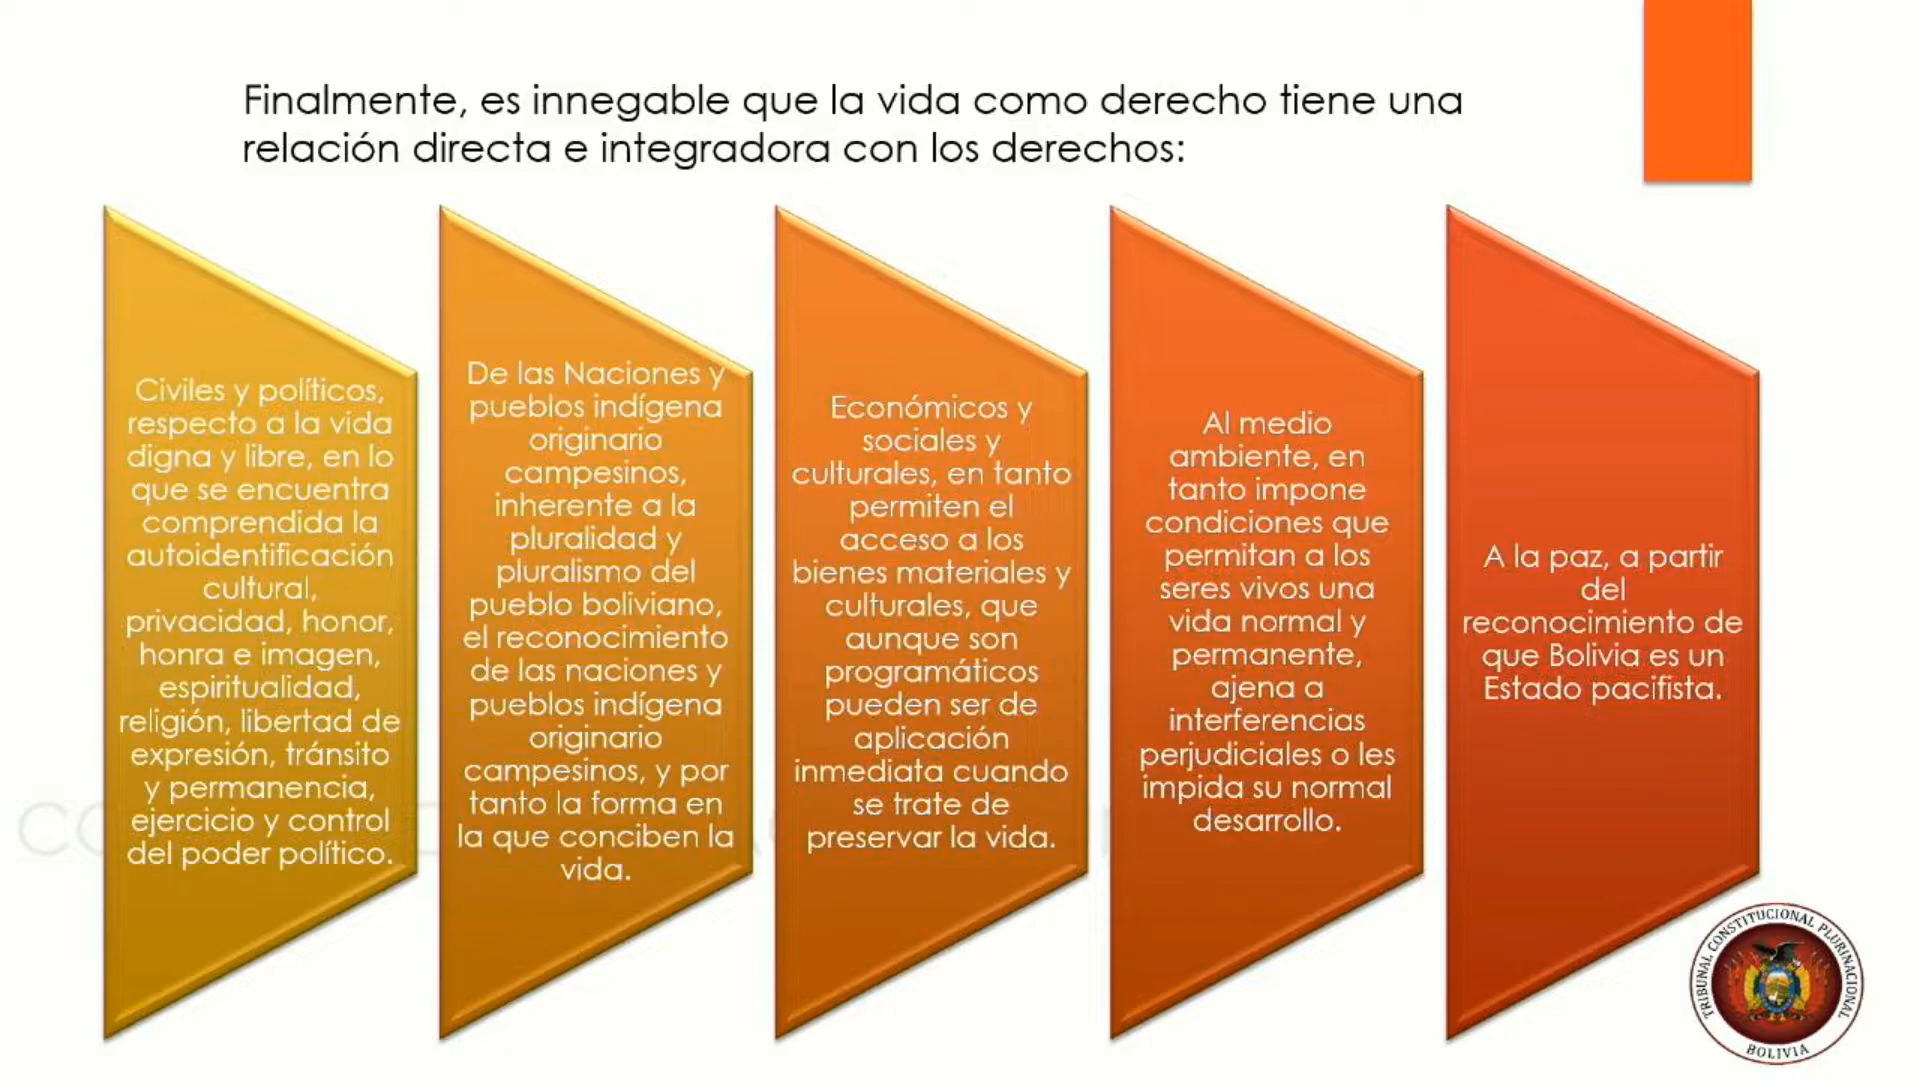 Finalmente, es innegable que la vida como derecho tiene una
relación directa e integradora con los derechos:
Civiles y políticos,
respecto a la vida
digna y libre, en lo
que se encuentra
comprendida la
autoidentificación
cultural,
privacidad, honor,
honra e imagen,
espiritualidad,
religión, libertad de
expresión, tránsito
y permanencia,
ejercicio y control
del poder político.
De las Naciones y
pueblos indígena
originario
campesinos,
inherente a la
pluralidad y
pluralismo del
pueblo boliviano,
el reconocimiento
de las naciones y
pueblos indígena
originario
campesinos, y por
tanto la forma en
la que conciben la
vida.
Económicos y
sociales y
culturales, en tanto
permiten el
acceso a los
bienes materiales y
culturales, que
aunque son
programáticos
pueden ser de
aplicación
inmediata cuando
se trate de
preservar la vida.
Al medio
ambiente, en
tanto impone
condiciones que
permitan a los
seres vivos una
vida normal y
permanente,
ajena a
interferencias
perjudiciales o les
impida su normal
desarrollo.
A la paz, a partir
del
reconocimiento de
que Bolivia es un
Estado pacifista.
TRIBUNAL CONSTITUCIONAL PLURINACIONAL
BOLIVIA